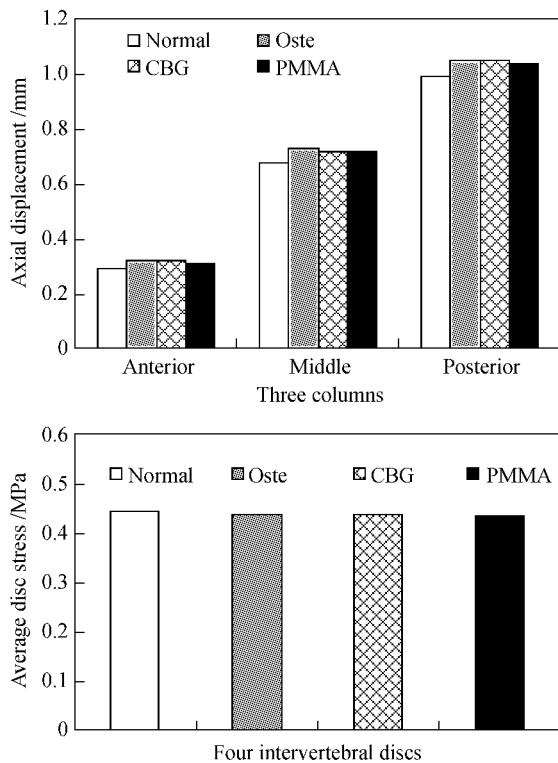 1.2
Normal Oste
CBG PMMA
1.0
0.8
0.6
0.4
0.2
0
Axial displacement /mm
Anterior Middle Posterior
Three columns
0.6
Normal Oste CBG PMMA
0.5
0.4
0.3
0.2
0.1
0
Average disc stress /MPa
Four intervertebral discs